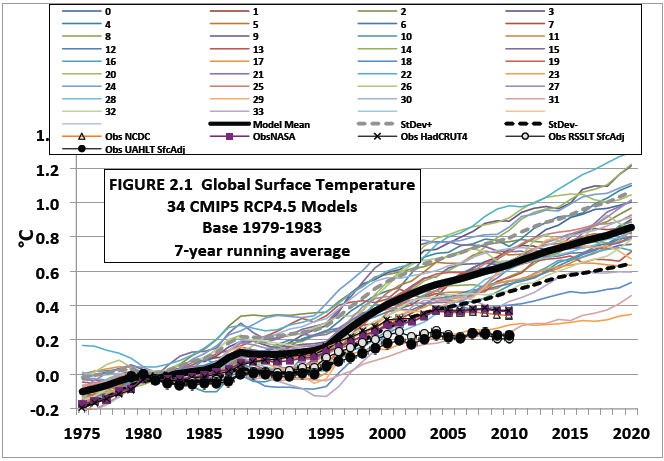 0 1 2 3
4 5 6 7
8 9 10 11
12 13 14 15
16 17 18 19
20 21 22 23
24 25 26 27
28 29 30 31
32 33
Model Mean StDev+ StDev-
Obs NCDC ObsNASA Obs HadCRUT4 Obs RSSLT SfcAdj
Obs UAHLT SfcAdj
FIGURE 2.1 Global Surface Temperature
34 CMIP5 RCP4.5 Models
Base 1979-1983
7-year running average
°C
1.
1.2
1.0
0.8
0.6
0.4
0.2
0.0
-0.2
1975 1980 1985 1990 1995 2000 2005 2010 2015 2020